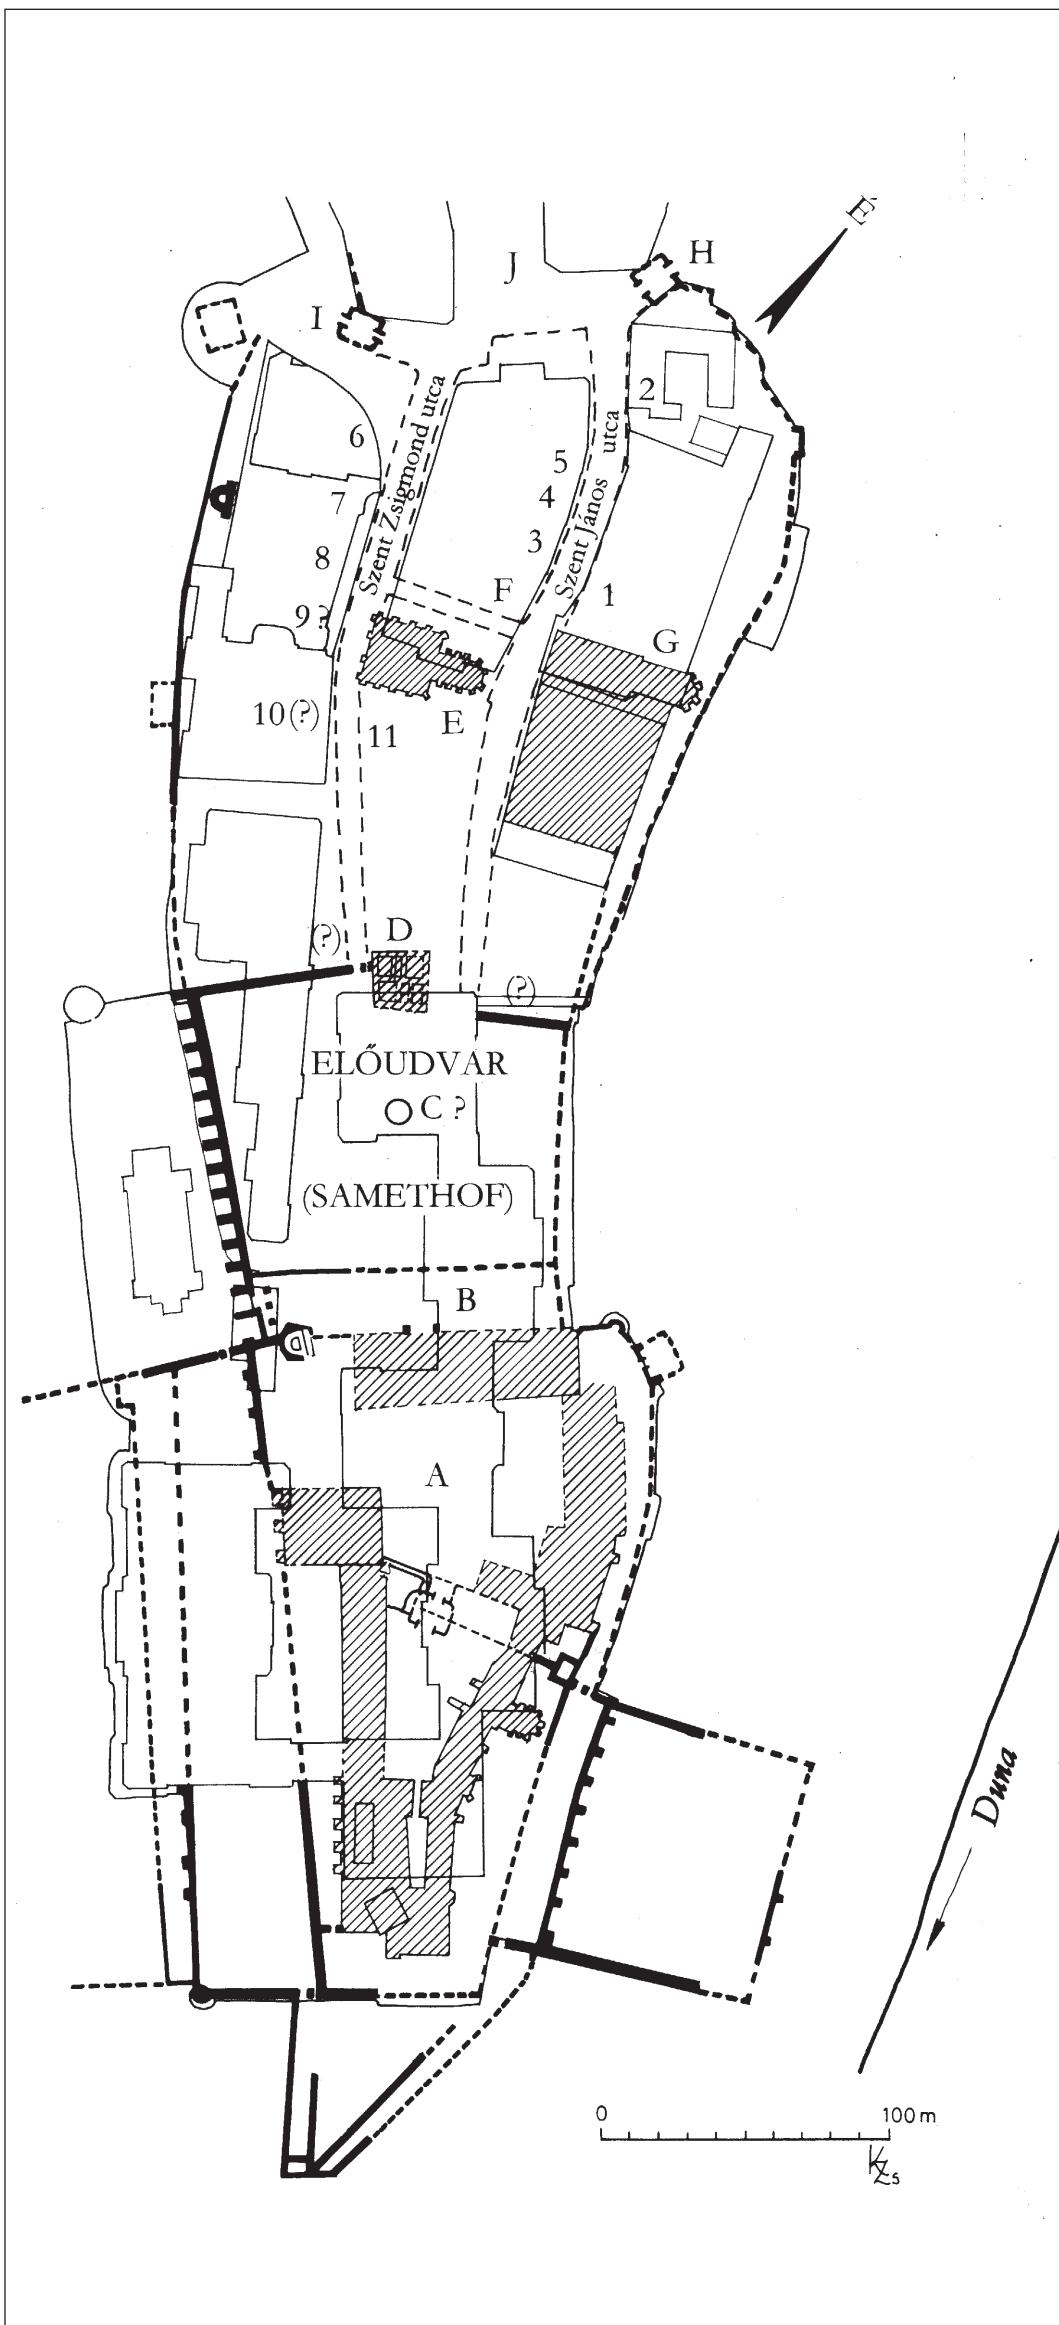 É
H
J
I
2
Szent Zsigmond utca
6
5
utca
7
4
3
8
Szent János
F
1
9?
G
10(?)
11
E
D
(?)
(?)
ELŐUDVAR
C ?
(SAMETHOF)
B
A
Duna
0
100 m
KZs